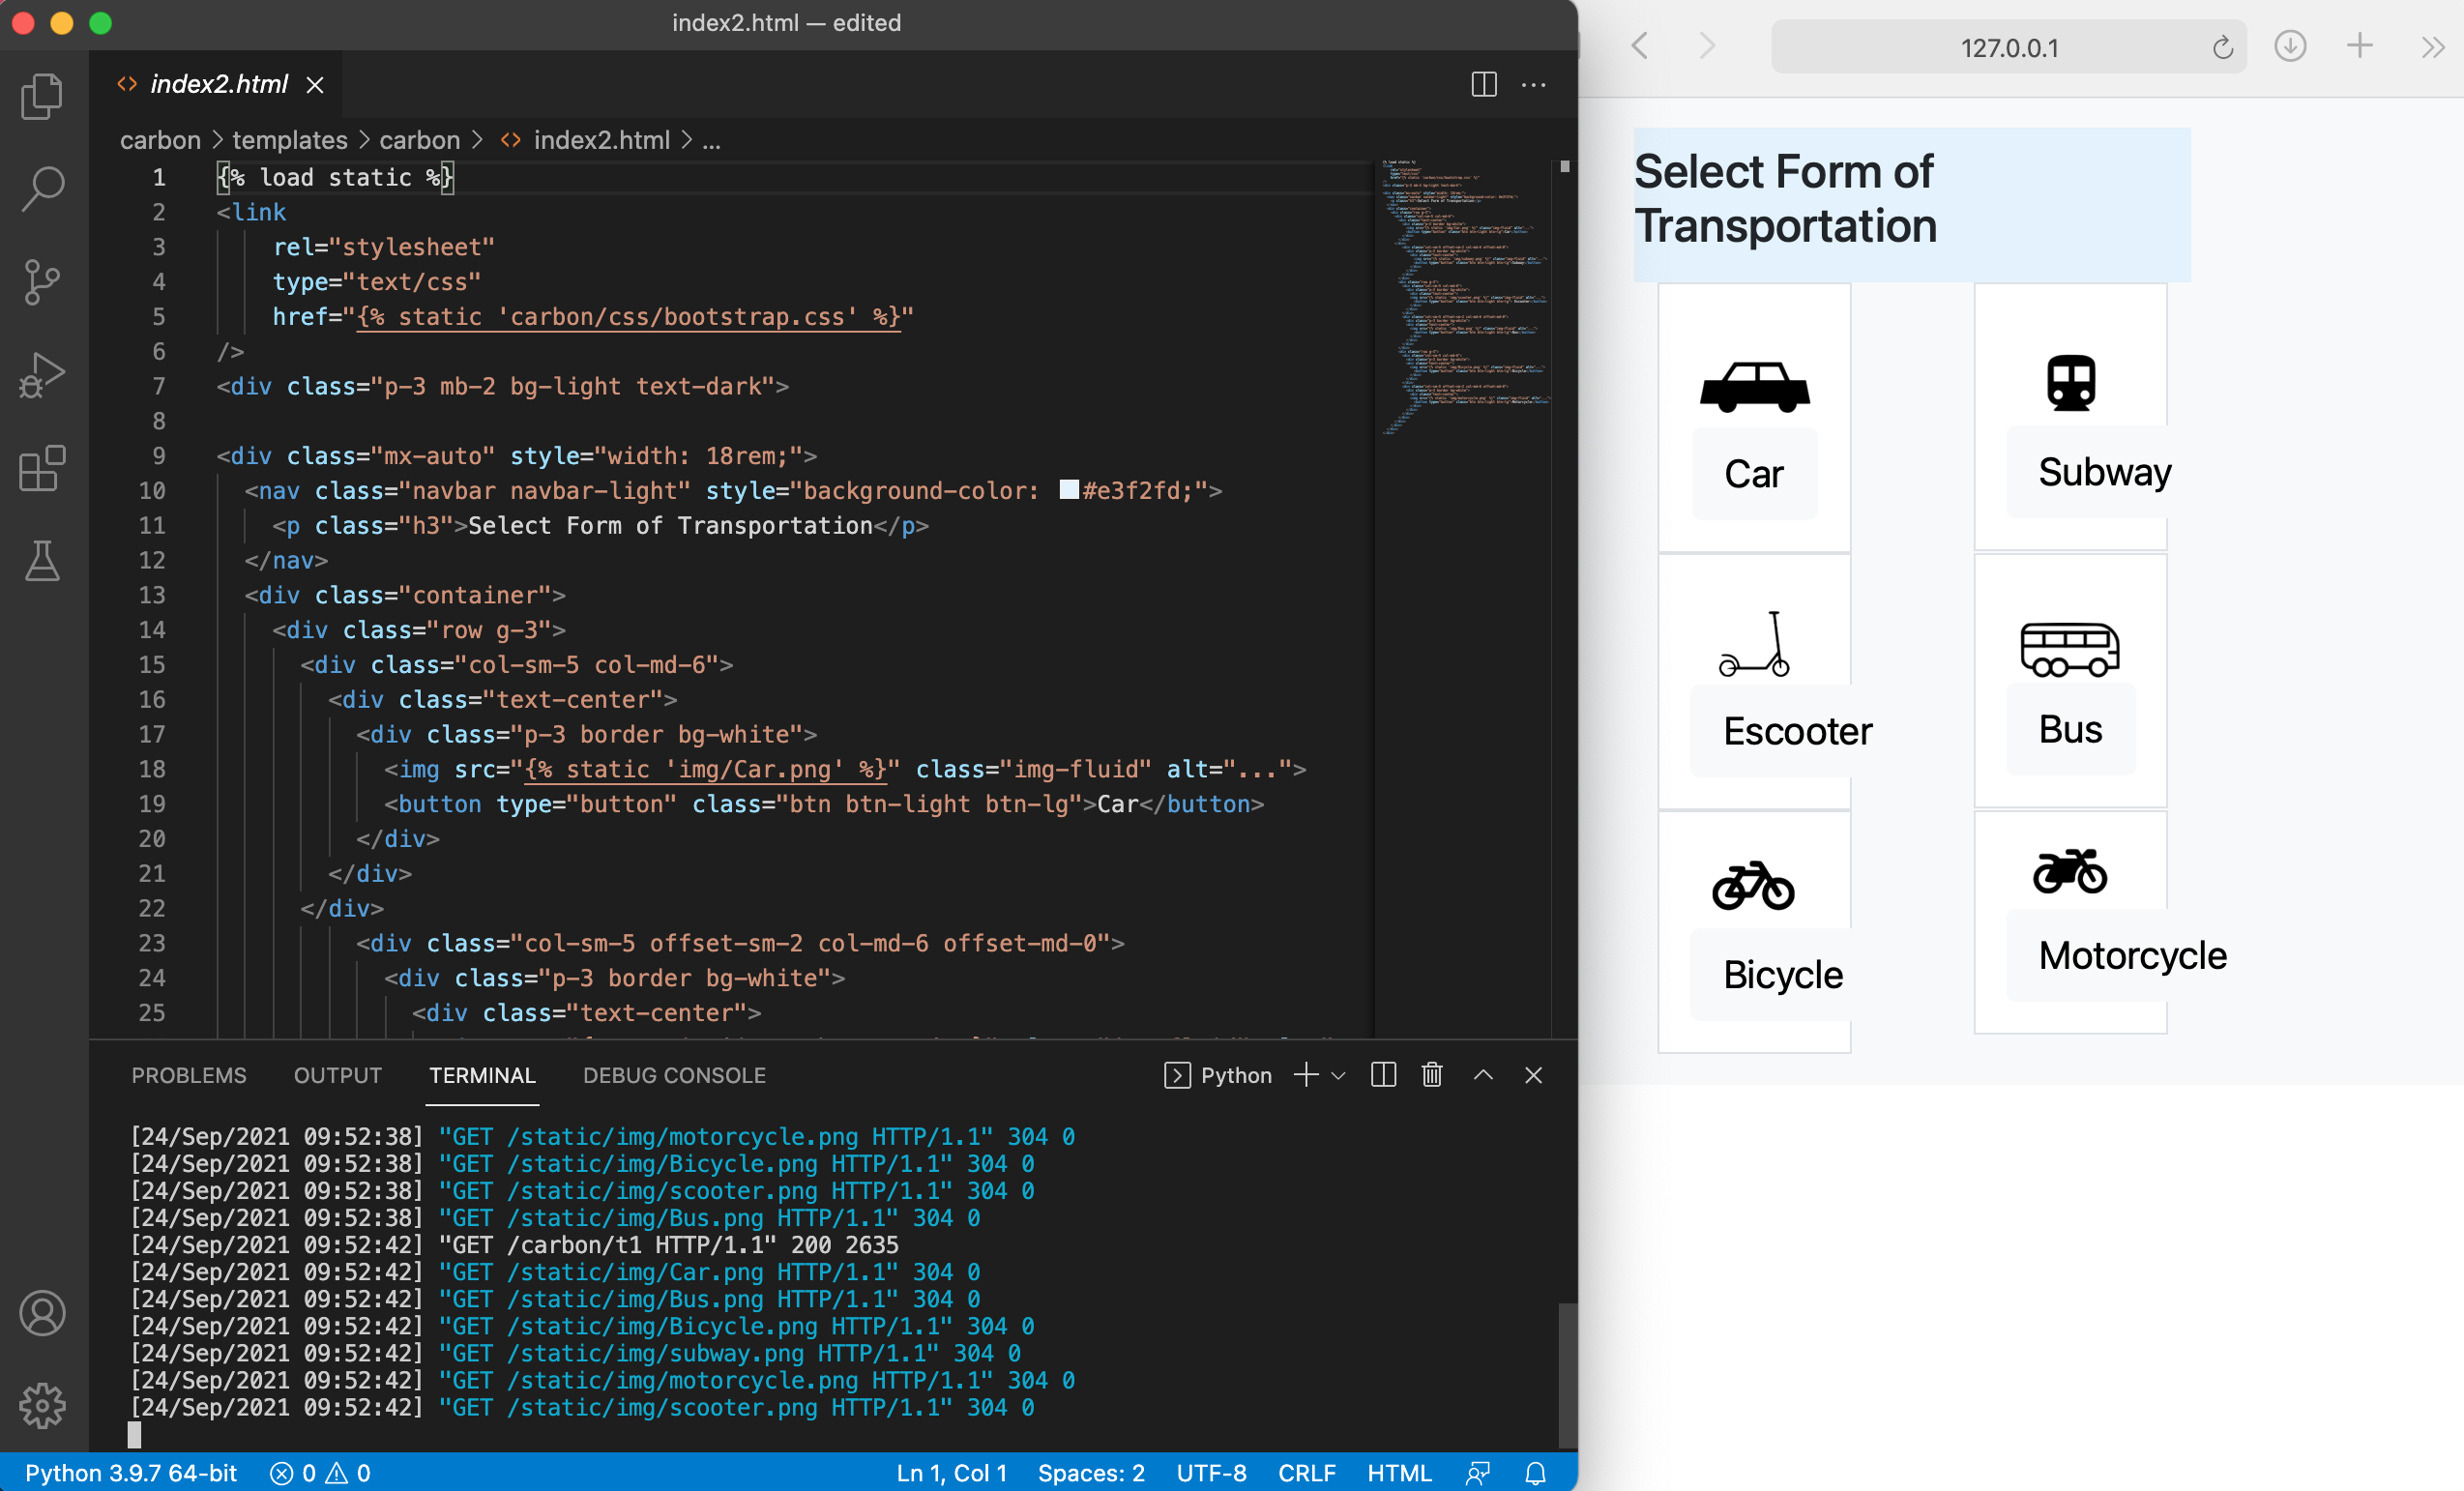 index2.html — edited
index2.html
carbon > templates > carbon > index2.html > ...
1 {% load static %}
2 <link
3 rel="stylesheet"
4 type="text/css"
5 href="{% static 'carbon/css/bootstrap.css' %}"
6 />
7 <div class="p-3 mb-2 bg-light text-dark">
8
9 <div class="mx-auto" style="width: 18rem;">
10 <nav class="navbar navbar-light" style="background-color: #e3f2fd;">
11 <p class="h3">Select Form of Transportation</p>
12 </nav>
13 <div class="container">
14 <div class="row g-3">
15 <div class="col-sm-5 col-md-6">
16 <div class="text-center">
17 <div class="p-3 border bg-white">
18 <img src="{% static 'img/Car.png' %}" class="img-fluid" alt="...">
19 <button type="button" class="btn btn-light btn-lg">Car</button>
20 </div>
21 </div>
22 </div>
23 <div class="col-sm-5 offset-sm-2 col-md-6 offset-md-0">
24 <div class="p-3 border bg-white">
25 <div class="text-center">
PROBLEMS OUTPUT TERMINAL DEBUG CONSOLE Python
[24/Sep/2021 09:52:38] "GET /static/img/motorcycle.png HTTP/1.1" 304 0
[24/Sep/2021 09:52:38] "GET /static/img/Bicycle.png HTTP/1.1" 304 0
[24/Sep/2021 09:52:38] "GET /static/img/scooter.png HTTP/1.1" 304 0
[24/Sep/2021 09:52:38] "GET /static/img/Bus.png HTTP/1.1" 304 0
[24/Sep/2021 09:52:42] "GET /carbon/t1 HTTP/1.1" 200 2635
[24/Sep/2021 09:52:42] "GET /static/img/Car.png HTTP/1.1" 304 0
[24/Sep/2021 09:52:42] "GET /static/img/Bus.png HTTP/1.1" 304 0
[24/Sep/2021 09:52:42] "GET /static/img/Bicycle.png HTTP/1.1" 304 0
[24/Sep/2021 09:52:42] "GET /static/img/subway.png HTTP/1.1" 304 0
[24/Sep/2021 09:52:42] "GET /static/img/motorcycle.png HTTP/1.1" 304 0
[24/Sep/2021 09:52:42] "GET /static/img/scooter.png HTTP/1.1" 304 0
Python 3.9.7 64-bit 0 0 Ln 1, Col 1 Spaces: 2 UTF-8 CRLF HTML
127.0.0.1
Select Form of
Transportation
Car
Subway
Escooter
Bus
Bicycle
Motorcycle